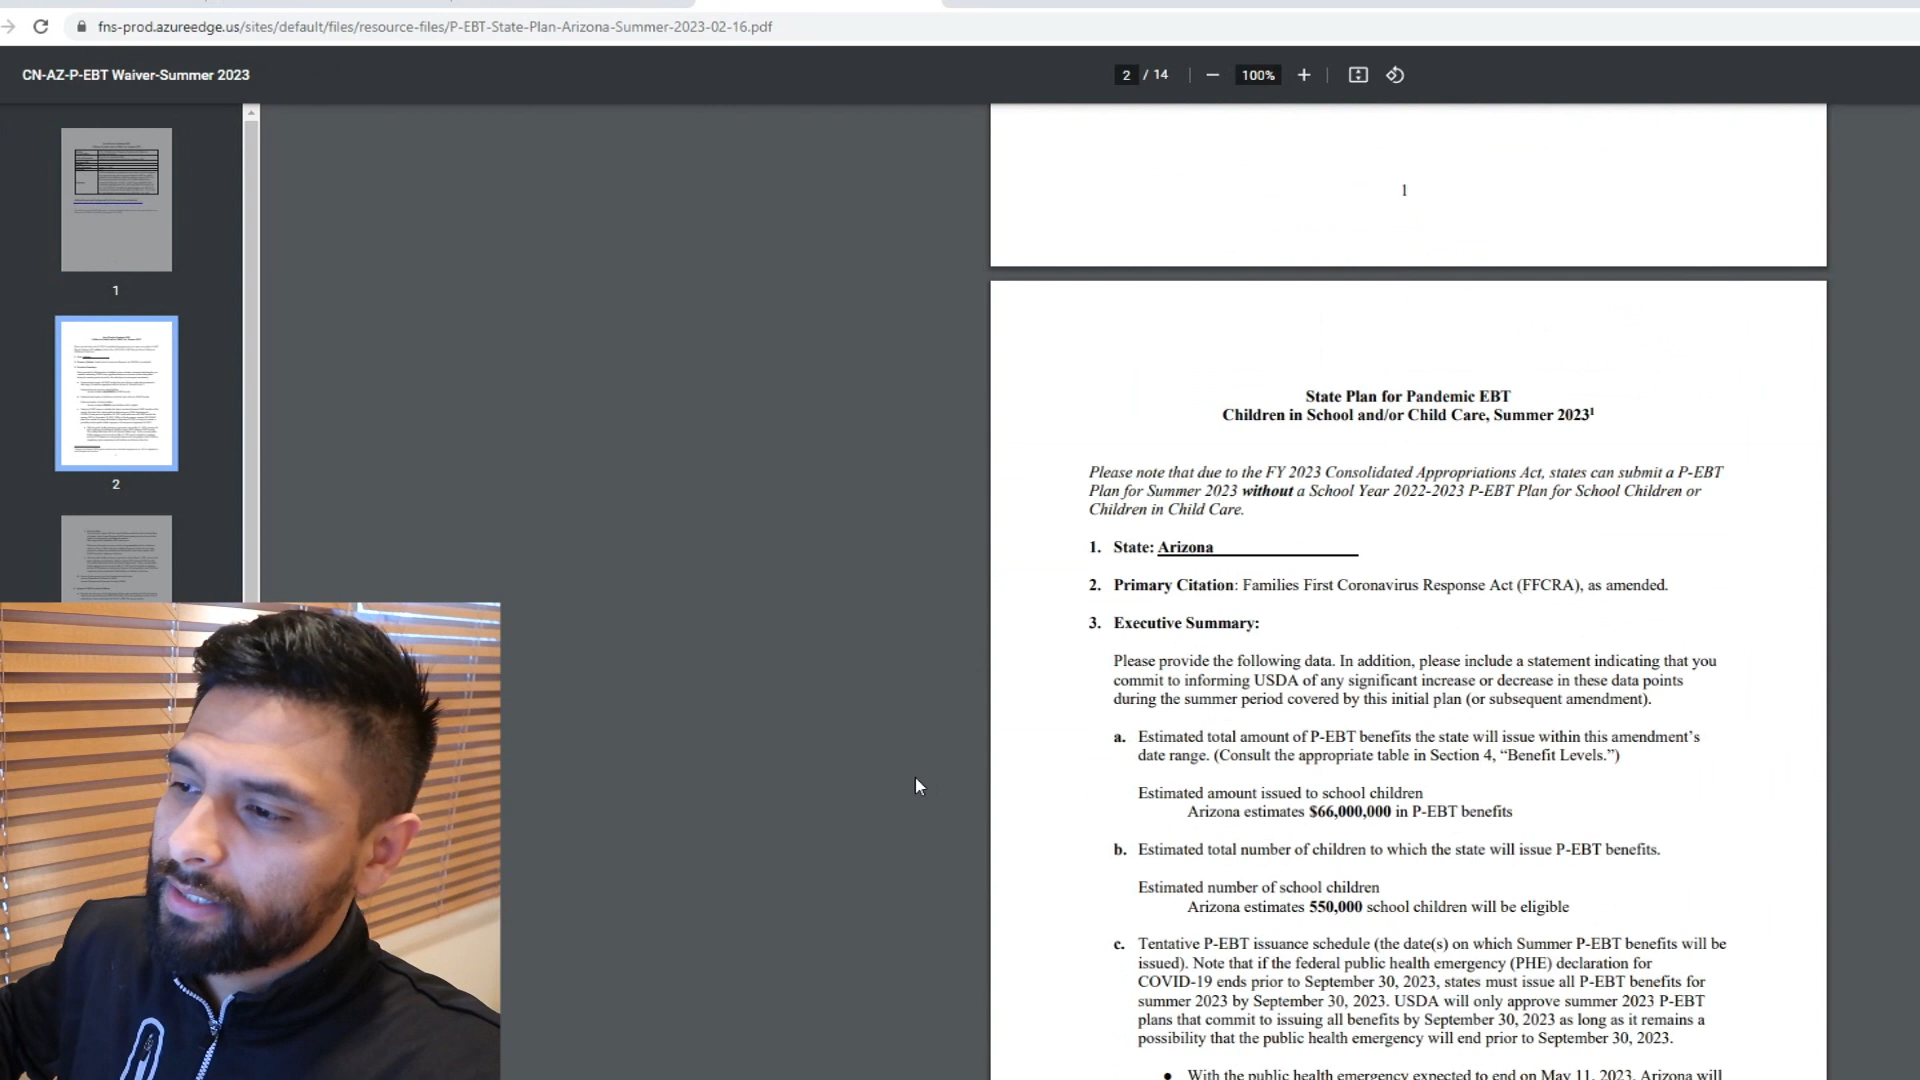 fns-prod.azureedge.us/sites/default/files/resource-files/P-EBT-State-Plan-Arizona-Summer-2023-02-16.pdf
CN-AZ-P-EBT Waiver-Summer 2023
2 / 14
100%
1
2
1
State Plan for Pandemic EBT
Children in School and/or Child Care, Summer 2023¹
Please note that due to the FY 2023 Consolidated Appropriations Act, states can submit a P-EBT
Plan for Summer 2023 without a School Year 2022-2023 P-EBT Plan for School Children or
Children in Child Care.
1. State: Arizona
2. Primary Citation: Families First Coronavirus Response Act (FFCRA), as amended.
3. Executive Summary:
Please provide the following data. In addition, please include a statement indicating that you
commit to informing USDA of any significant increase or decrease in these data points
during the summer period covered by this initial plan (or subsequent amendment).
a. Estimated total amount of P-EBT benefits the state will issue within this amendment’s
date range. (Consult the appropriate table in Section 4, “Benefit Levels.”)
Estimated amount issued to school children
Arizona estimates $66,000,000 in P-EBT benefits
b. Estimated total number of children to which the state will issue P-EBT benefits.
Estimated number of school children
Arizona estimates 550,000 school children will be eligible
c. Tentative P-EBT issuance schedule (the date(s) on which Summer P-EBT benefits will be
issued). Note that if the federal public health emergency (PHE) declaration for
COVID-19 ends prior to September 30, 2023, states must issue all P-EBT benefits for
summer 2023 by September 30, 2023. USDA will only approve summer 2023 P-EBT
plans that commit to issuing all benefits by September 30, 2023 as long as it remains a
possibility that the public health emergency will end prior to September 30, 2023.
• With the public health emergency expected to end on May 11, 2023, Arizona will